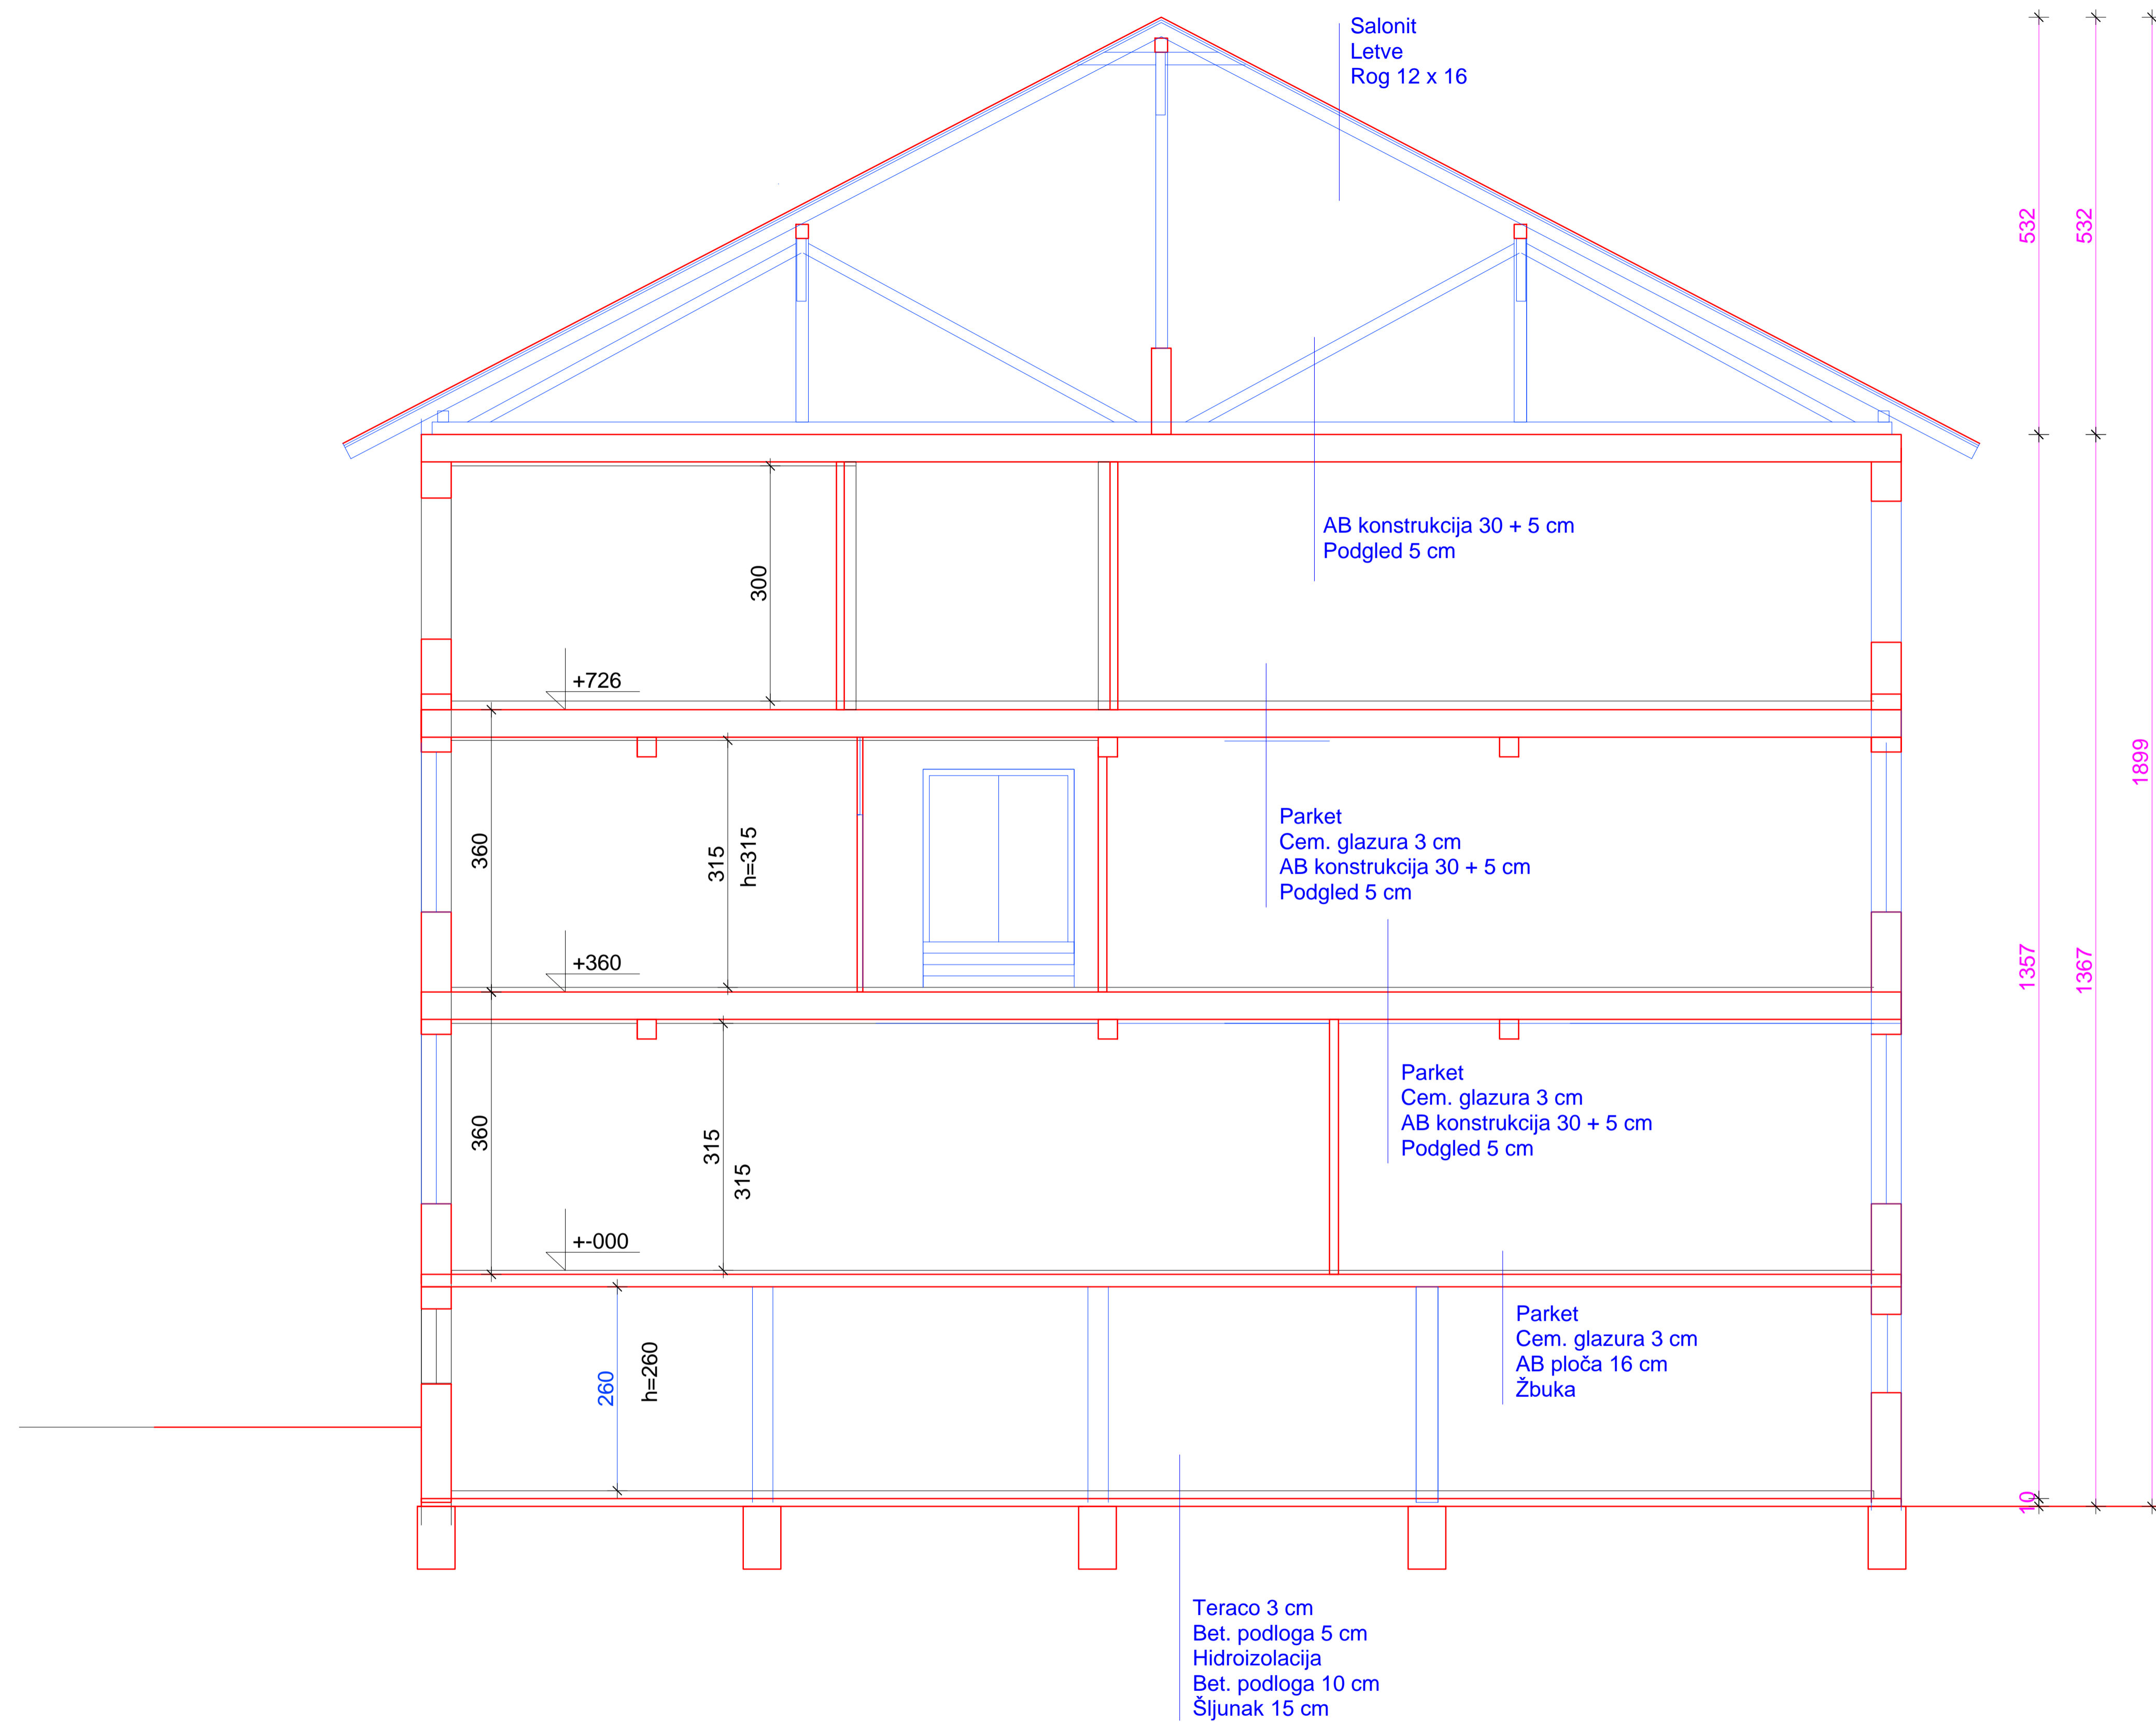 Salonit
Letve
Rog 12 x 16
532
532
AB konstrukcija 30 + 5 cm
Podgled 5 cm
300
+726
1899
Parket
Cem. glazura 3 cm
AB konstrukcija 30 + 5 cm
Podgled 5 cm
360
315
h=315
+360
1357
1367
Parket
Cem. glazura 3 cm
AB konstrukcija 30 + 5 cm
Podgled 5 cm
360
315
315
+-000
Parket
Cem. glazura 3 cm
AB ploča 16 cm
Žbuka
260
h=260
10
Teraco 3 cm
Bet. podloga 5 cm
Hidroizolacija
Bet. podloga 10 cm
Šljunak 15 cm